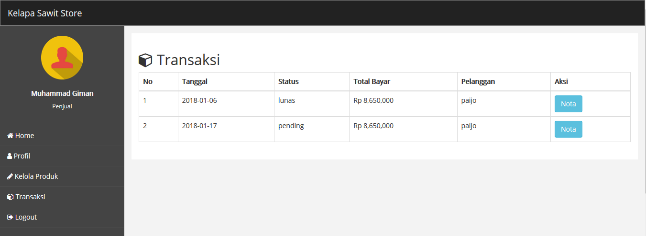 Kelapa Sawit Store
Muhammad Giman
Penjual
Home
Profil
Kelola Produk
Transaksi
Logout
Transaksi
No Tanggal Status Total Bayar Pelanggan Aksi
1 2018-01-06 lunas Rp 8,650,000 paijo Nota
2 2018-01-17 pending Rp 8,650,000 paijo Nota